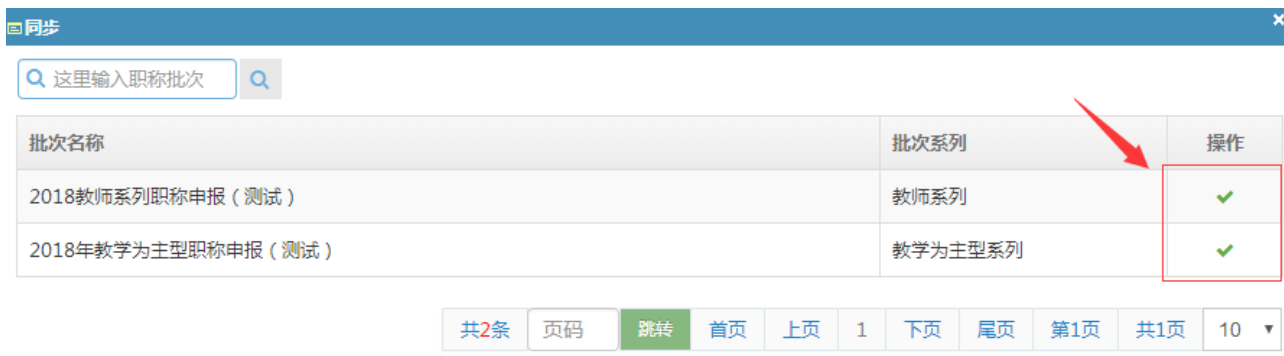 同步
这里输入职称批次
批次名称 批次系列 操作
2018教师系列职称申报（测试） 教师系列
2018年教学为主型职称申报（测试） 教学为主型系列
共2条 页码 跳转 首页 上页 1 下页 尾页 第1页 共1页 10